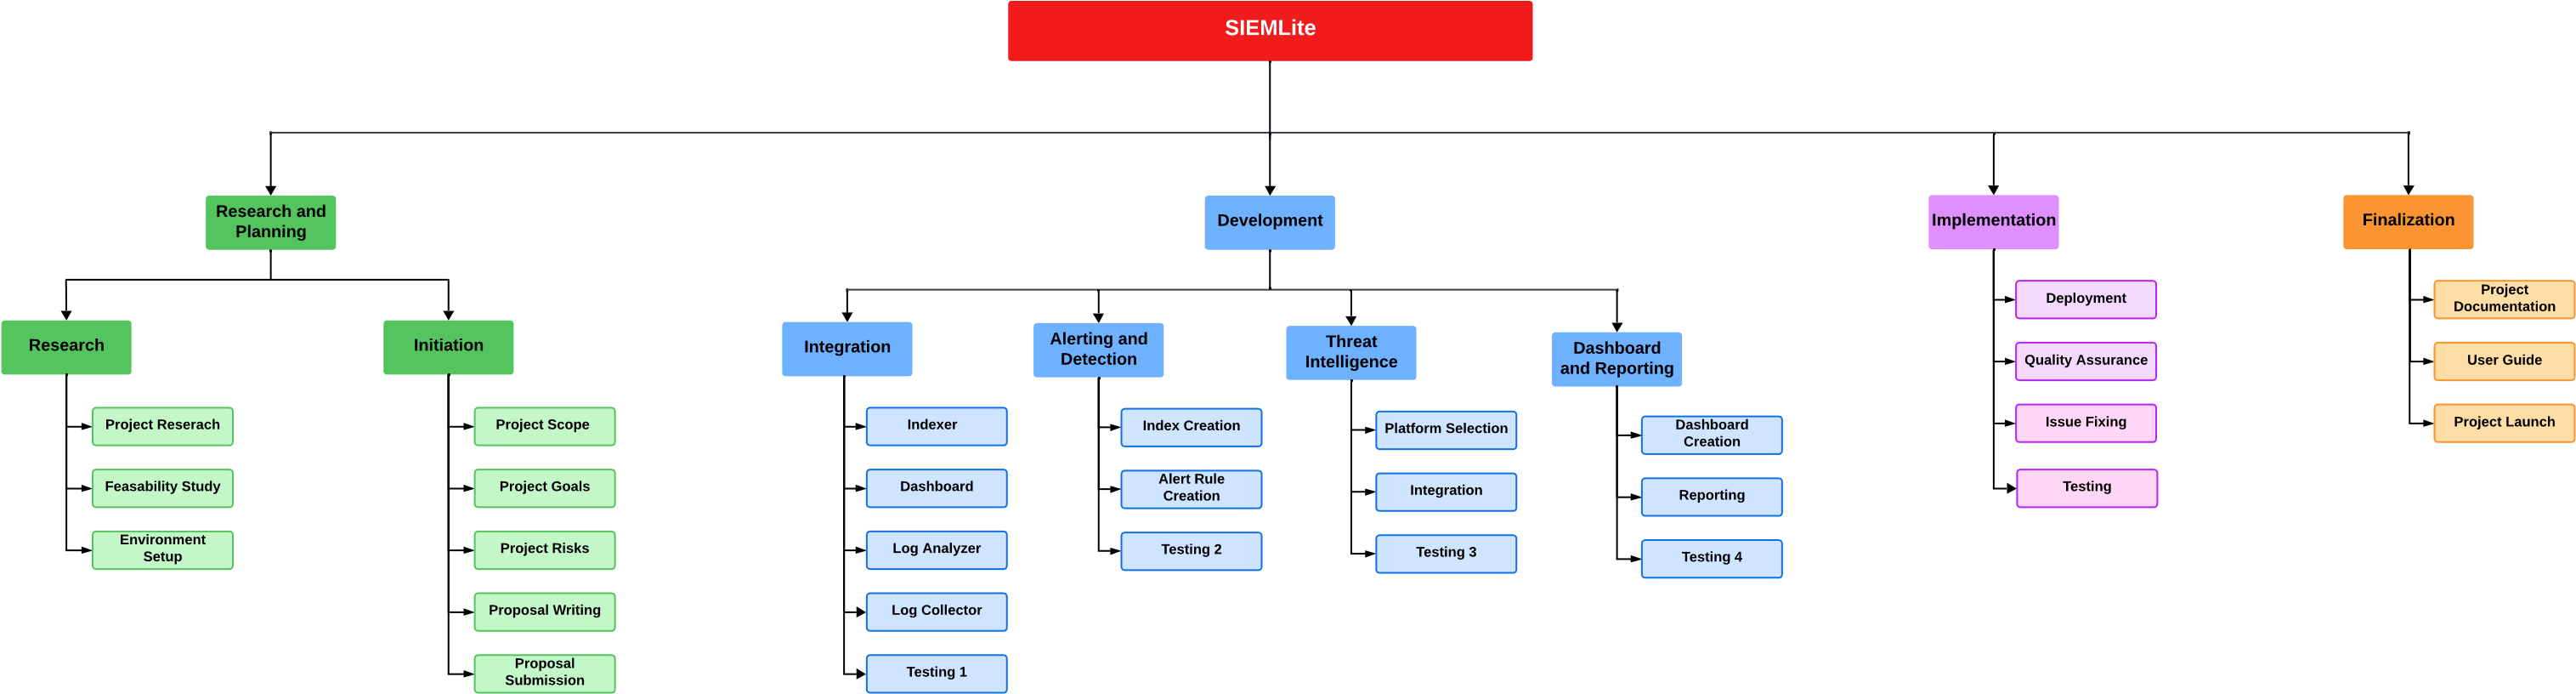 SIEMLite
Research and
Planning
Development
Implementation
Finalization
Research
Initiation
Integration
Alerting and
Detection
Threat
Intelligence
Dashboard
and Reporting
Project Reserach
Feasability Study
Environment
Setup
Project Scope
Project Goals
Project Risks
Proposal Writing
Proposal
Submission
Indexer
Dashboard
Log Analyzer
Log Collector
Testing 1
Index Creation
Alert Rule
Creation
Testing 2
Platform Selection
Integration
Testing 3
Dashboard
Creation
Reporting
Testing 4
Deployment
Quality Assurance
Issue Fixing
Testing
Project
Documentation
User Guide
Project Launch